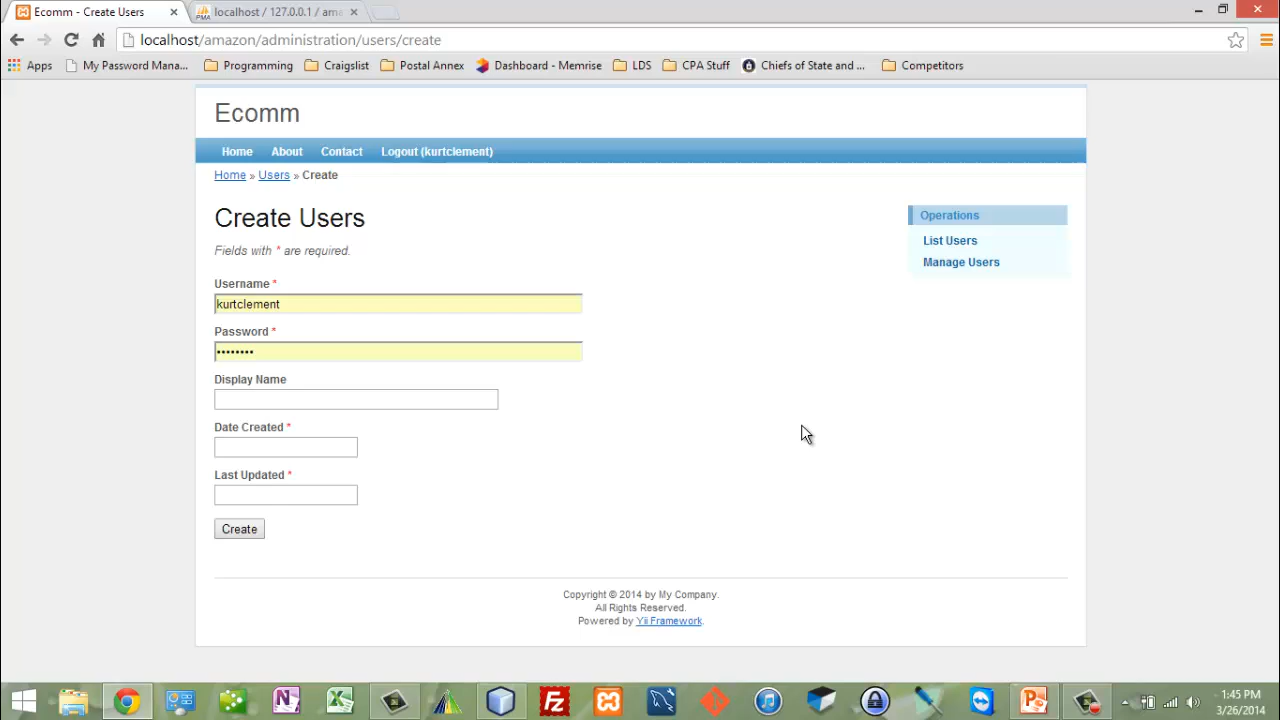 Ecomm - Create Users
localhost / 127.0.0.1 / ama
localhost/amazon/administration/users/create
Apps
My Password Mana...
Programming
Craigslist
Postal Annex
Dashboard - Memrise
LDS
CPA Stuff
Chiefs of State and ...
Competitors
Ecomm
Home
About
Contact
Logout (kurtclement)
Home » Users » Create
Create Users
Fields with * are required.
Operations
List Users
Manage Users
Username *
kurtclement
Password *
••••••••
Display Name
Date Created *
Last Updated *
Create
Copyright © 2014 by My Company.
All Rights Reserved.
Powered by Yii Framework.
1:45 PM
3/26/2014